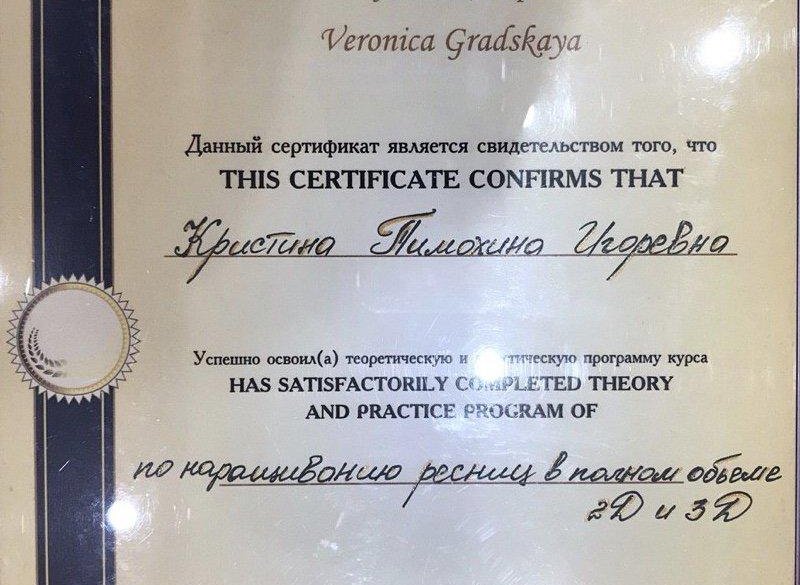 Veronica Gradskaya
Данный сертификат является свидетельством того, что
THIS CERTIFICATE CONFIRMS THAT
Кристина Тимохина Игоревна
Успешно освоил(а) теоретическую и практическую программу курса
HAS SATISFACTORILY COMPLETED THEORY
AND PRACTICE PROGRAM OF
по наращиванию ресниц в полном объеме
2D и 3D